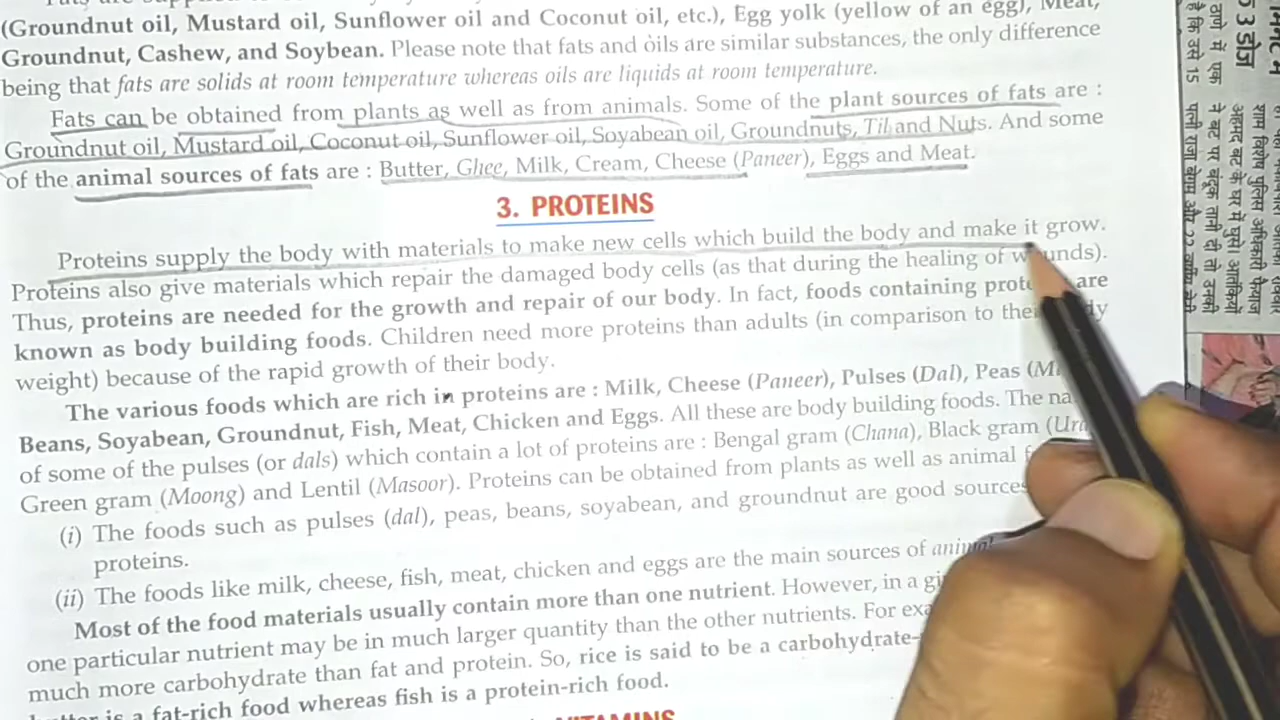 (Groundnut oil, Mustard oil, Sunflower oil and Coconut oil, etc.), Egg yolk (yellow of an egg), Meat,
Groundnut, Cashew, and Soybean. Please note that fats and oils are similar substances, the only difference
being that fats are solids at room temperature whereas oils are liquids at room temperature.
Fats can be obtained from plants as well as from animals. Some of the plant sources of fats are :
Groundnut oil, Mustard oil, Coconut oil, Sunflower oil, Soyabean oil, Groundnuts, Til and Nuts. And some
of the animal sources of fats are : Butter, Ghee, Milk, Cream, Cheese (Paneer), Eggs and Meat.
3. PROTEINS
Proteins supply the body with materials to make new cells which build the body and make it grow.
Proteins also give materials which repair the damaged body cells (as that during the healing of wounds).
Thus, proteins are needed for the growth and repair of our body. In fact, foods containing are
known as body building foods. Children need more proteins than adults (in comparison to
weight) because of the rapid growth of their body.
The various foods which are rich in proteins are : Milk, Cheese (Paneer), Pulses (Dal), Peas
Beans, Soyabean, Groundnut, Fish, Meat, Chicken and Eggs. All these are body building foods. The
of some of the pulses (or dals) which contain a lot of proteins are : Bengal gram (Chana), Black gram
Green gram (Moong) and Lentil (Masoor). Proteins can be obtained from plants as well as animal
(i) The foods such as pulses (dal), peas, beans, soyabean, and groundnut are good sources
proteins.
(ii) The foods like milk, cheese, fish, meat, chicken and eggs are the main sources of animal
Most of the food materials usually contain more than one nutrient. However, in a
one particular nutrient may be in much larger quantity than the other nutrients. For
much more carbohydrate than fat and protein. So, rice is said to be a carbohydrate-
is a fat-rich food whereas fish is a protein-rich food.
VITAMINS